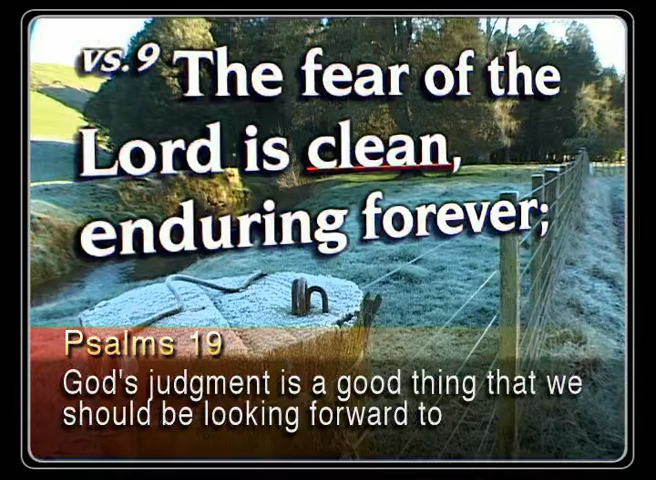 vs.9 The fear of the
Lord is clean,
enduring forever;
Psalms 19
God's judgment is a good thing that we
should be looking forward to